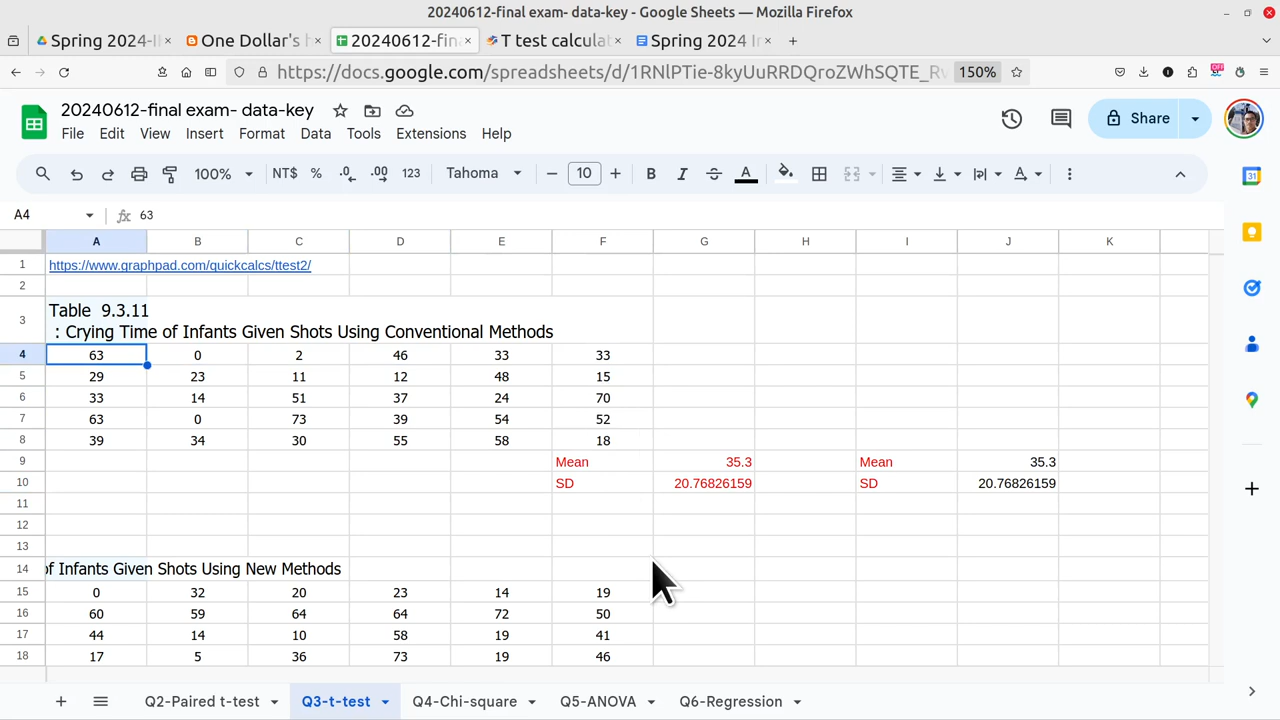 20240612-final exam- data-key - Google Sheets — Mozilla Firefox
Spring 2024-I
One Dollar's
20240612-fin
T test calcula
Spring 2024 Ir
https://docs.google.com/spreadsheets/d/1RNlPTie-8kyUuRRDQroZWhSQTE_Rv
150%
20240612-final exam- data-key
File Edit View Insert Format Data Tools Extensions Help
Share
100% NT$ % .0 .00 123 Tahoma 10 B I S A
A4 fx 63
A B C D E F G H I J K
1 https://www.graphpad.com/quickcalcs/ttest2/
2
3 Table 9.3.11
: Crying Time of Infants Given Shots Using Conventional Methods
4 63 0 2 46 33 33
5 29 23 11 12 48 15
6 33 14 51 37 24 70
7 63 0 73 39 54 52
8 39 34 30 55 58 18
9 Mean 35.3 Mean 35.3
10 SD 20.76826159 SD 20.76826159
11
12
13
14 of Infants Given Shots Using New Methods
15 0 32 20 23 14 19
16 60 59 64 64 72 50
17 44 14 10 58 19 41
18 17 5 36 73 19 46
Q2-Paired t-test Q3-t-test Q4-Chi-square Q5-ANOVA Q6-Regression